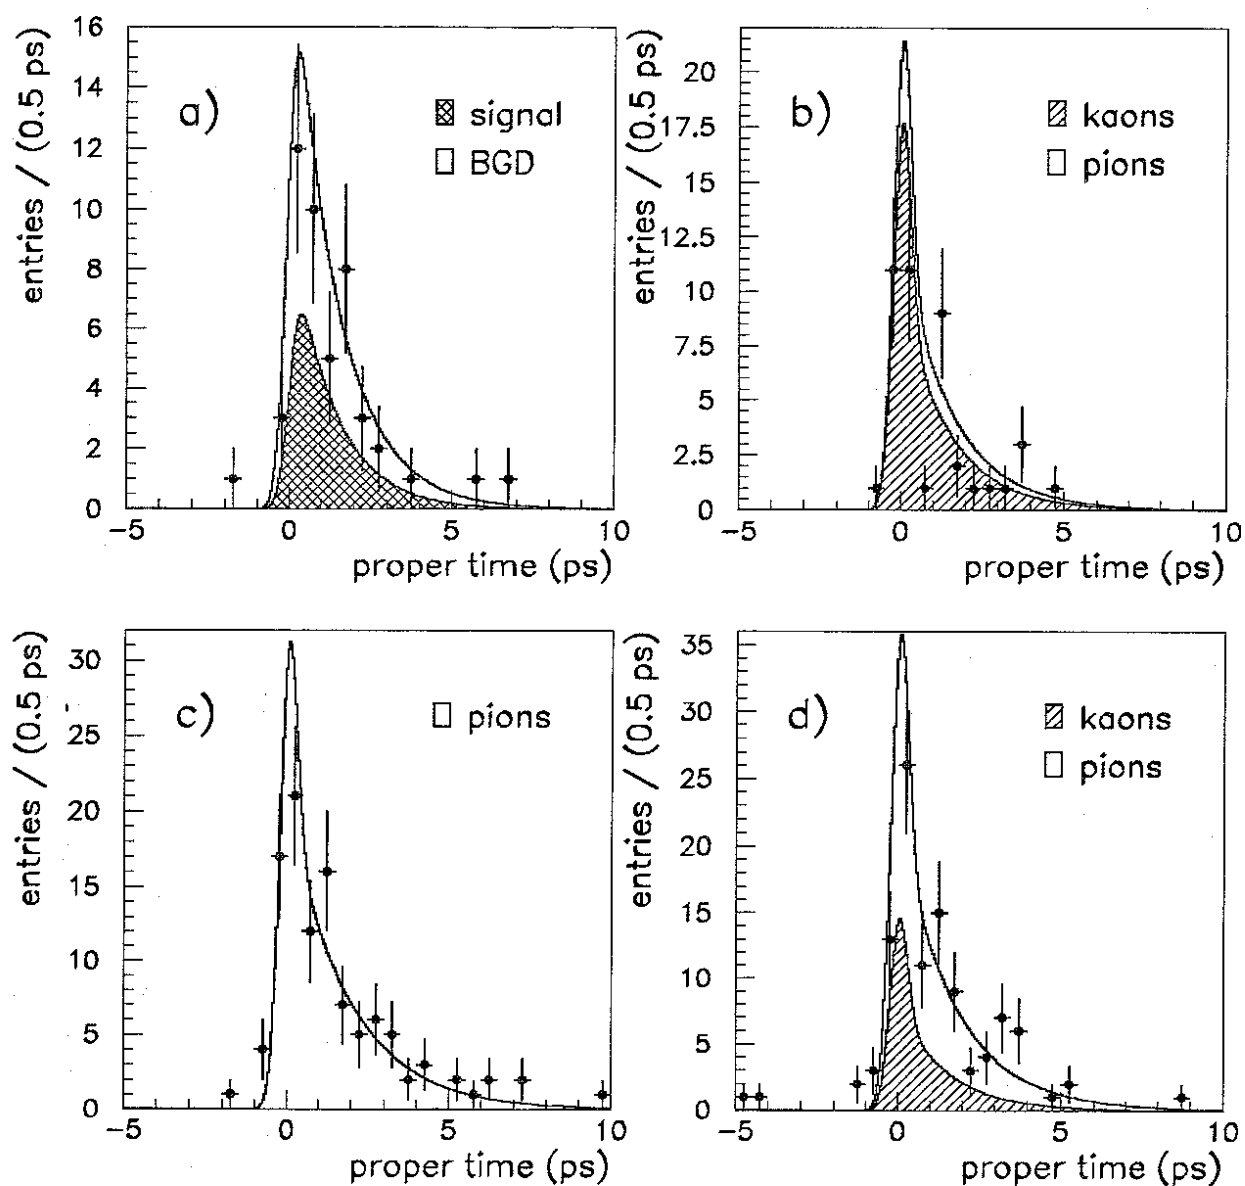 a)
entries / (0.5 ps)
16
14
12
10
8
6
4
2
0
signal
BGD
−5 0 5 10
proper time (ps)
b)
entries / (0.5 ps)
20
17.5
15
12.5
10
7.5
5
2.5
0
kaons
pions
−5 0 5 10
proper time (ps)
c)
entries / (0.5 ps)
30
25
20
15
10
5
0
pions
−5 0 5 10
proper time (ps)
d)
entries / (0.5 ps)
35
30
25
20
15
10
5
0
kaons
pions
−5 0 5 10
proper time (ps)